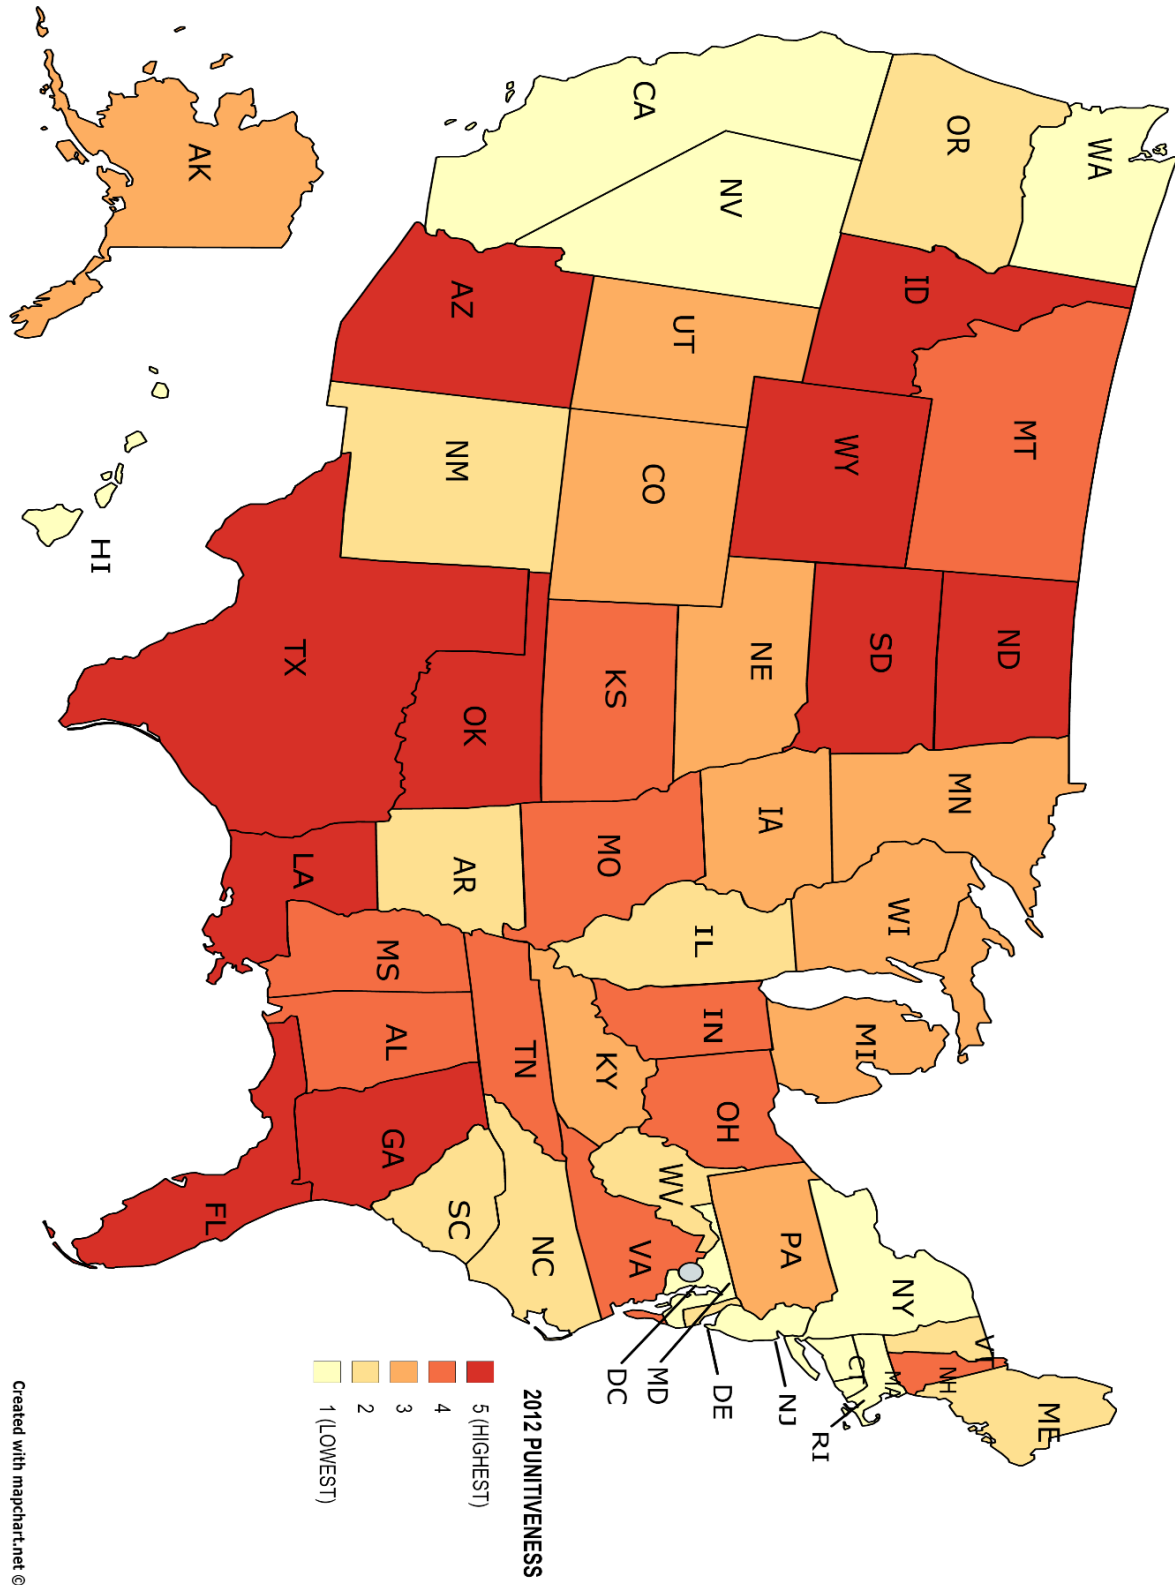 WA
OR
CA
NV
ID
MT
WY
UT
AZ
CO
NM
ND
SD
NE
KS
OK
TX
MN
IA
MO
AR
LA
WI
IL
MI
IN
OH
KY
TN
MS
AL
GA
FL
SC
NC
VA
WV
PA
NY
VT
NH
ME
MA
CT
RI
NJ
DE
MD
DC
AK
HI
2012 PUNITIVENESS
5 (HIGHEST)
4
3
2
1 (LOWEST)
Created with mapchart.net ©